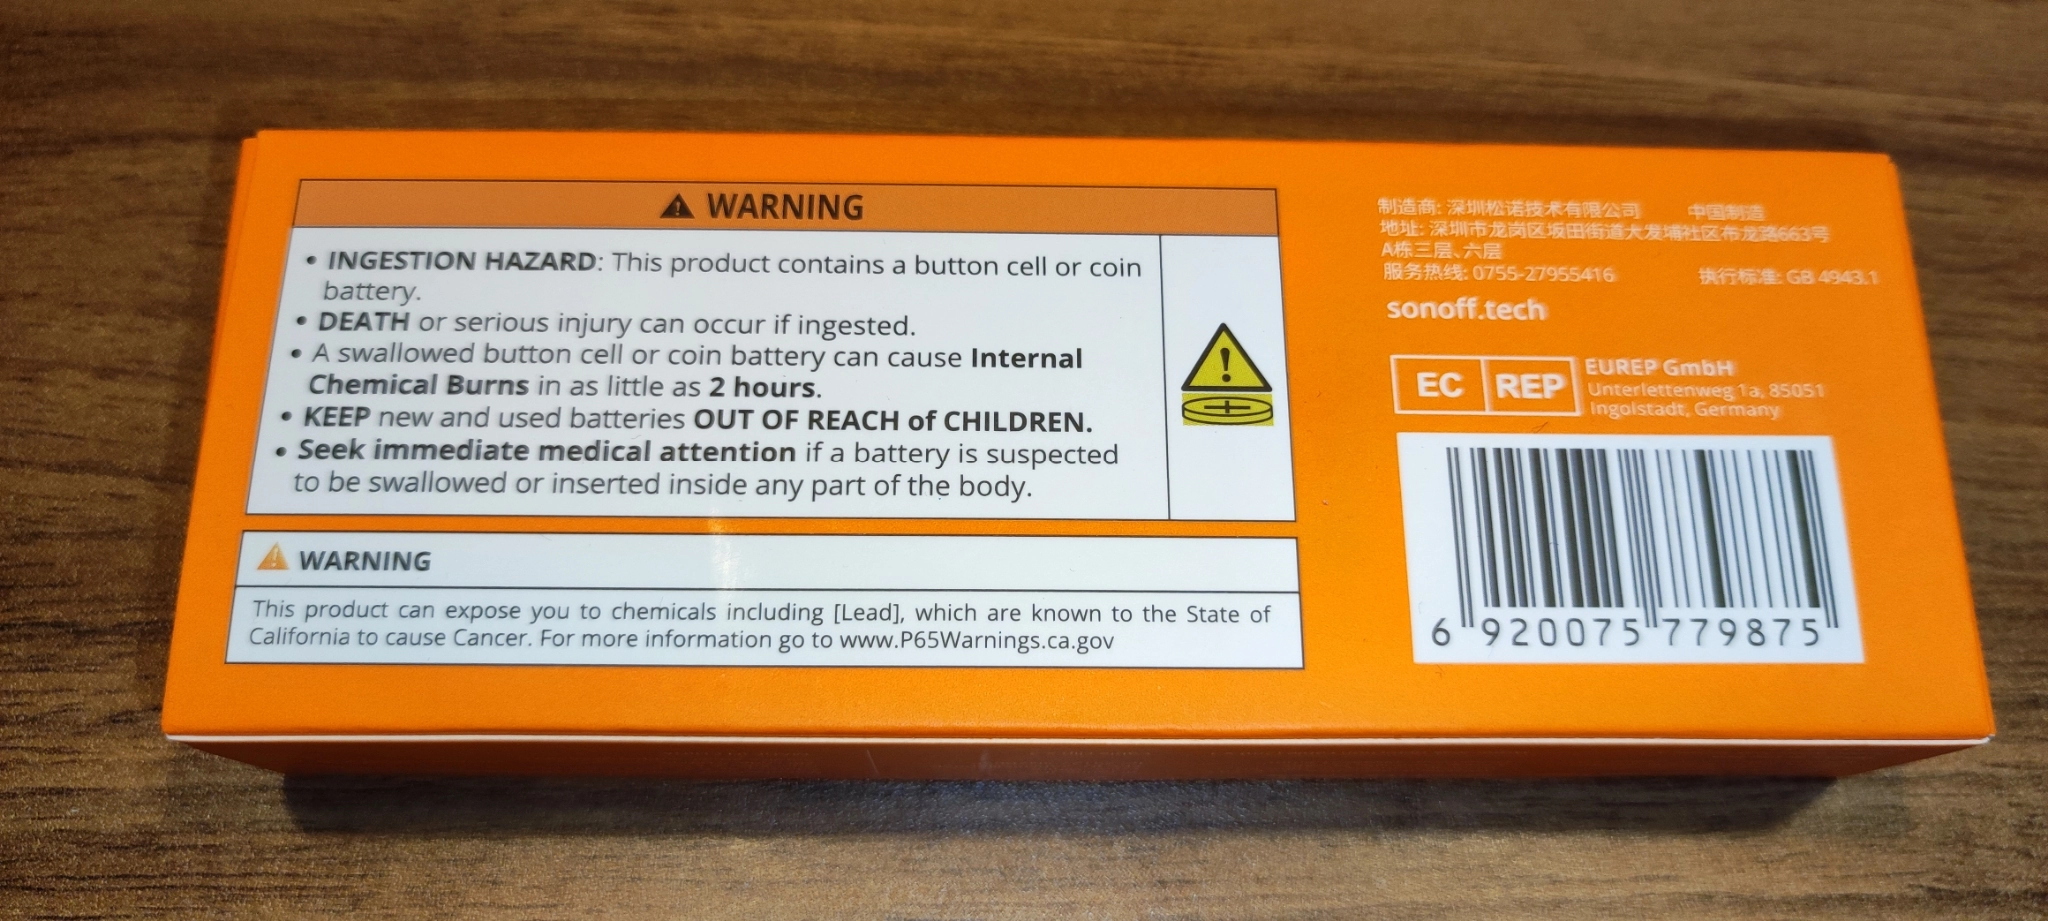 WARNING
• INGESTION HAZARD: This product contains a button cell or coin
battery.
• DEATH or serious injury can occur if ingested.
• A swallowed button cell or coin battery can cause Internal
Chemical Burns in as little as 2 hours.
• KEEP new and used batteries OUT OF REACH of CHILDREN.
• Seek immediate medical attention if a battery is suspected
to be swallowed or inserted inside any part of the body.
WARNING
This product can expose you to chemicals including [Lead], which are known to the State of
California to cause Cancer. For more information go to www.P65Warnings.ca.gov
制造商: 深圳松诺技术有限公司 中国制造
地址: 深圳市龙岗区坂田街道大发埔社区布龙路663号
A栋三层、六层
服务热线: 0755-27955416 执行标准: GB 4943.1
sonoff.tech
EC REP
EUREP GmbH
Unterlettenweg 1a, 85051
Ingolstadt, Germany
6 920075 779875